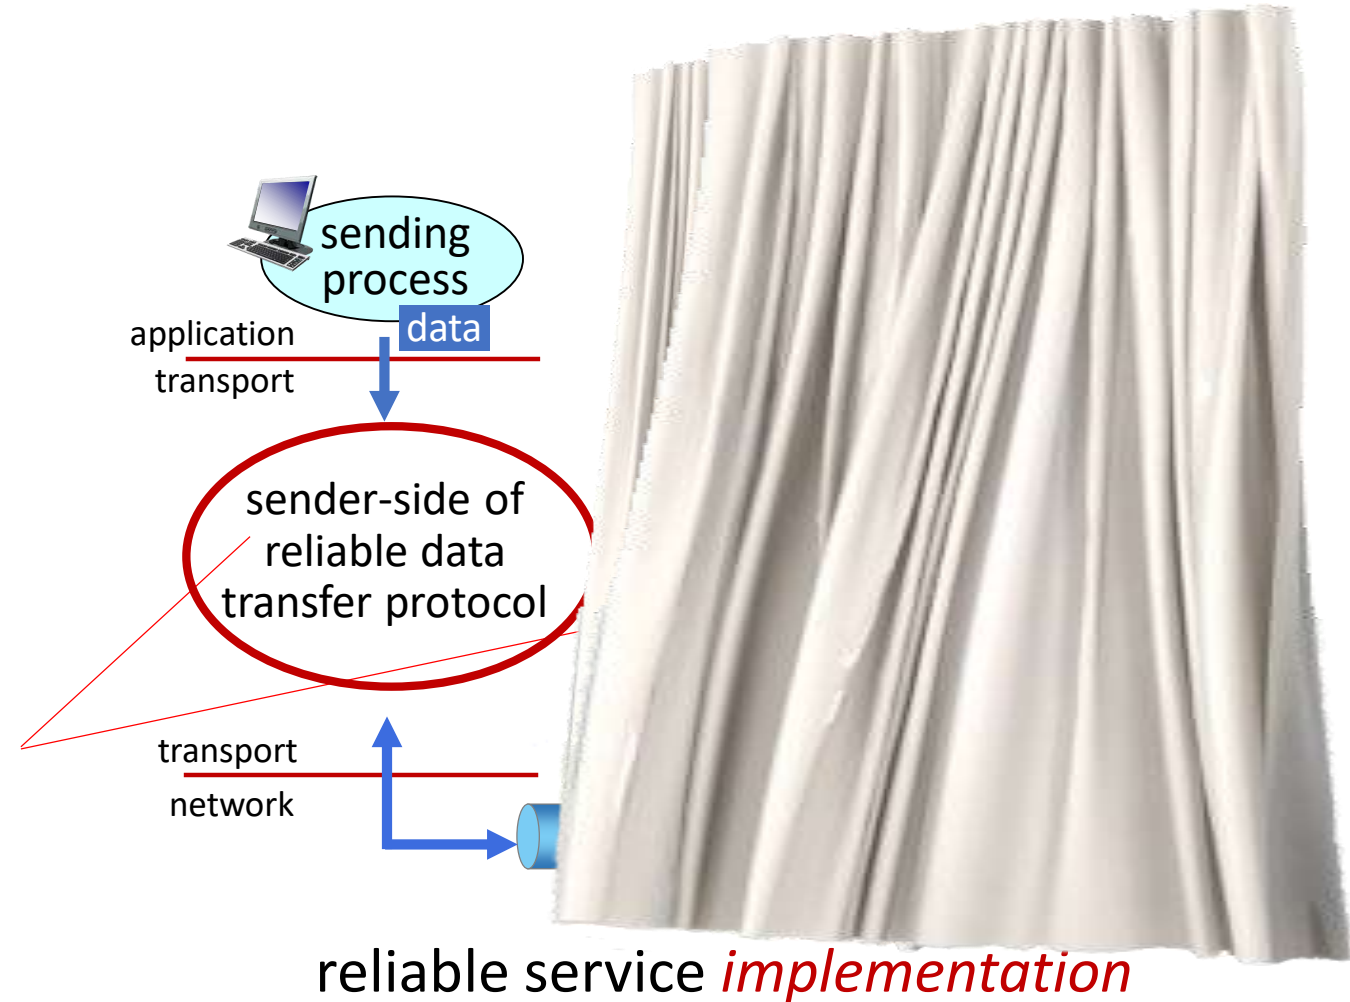 sending
process
data
application
transport
sender-side of
reliable data
transfer protocol
transport
network
reliable service implementation